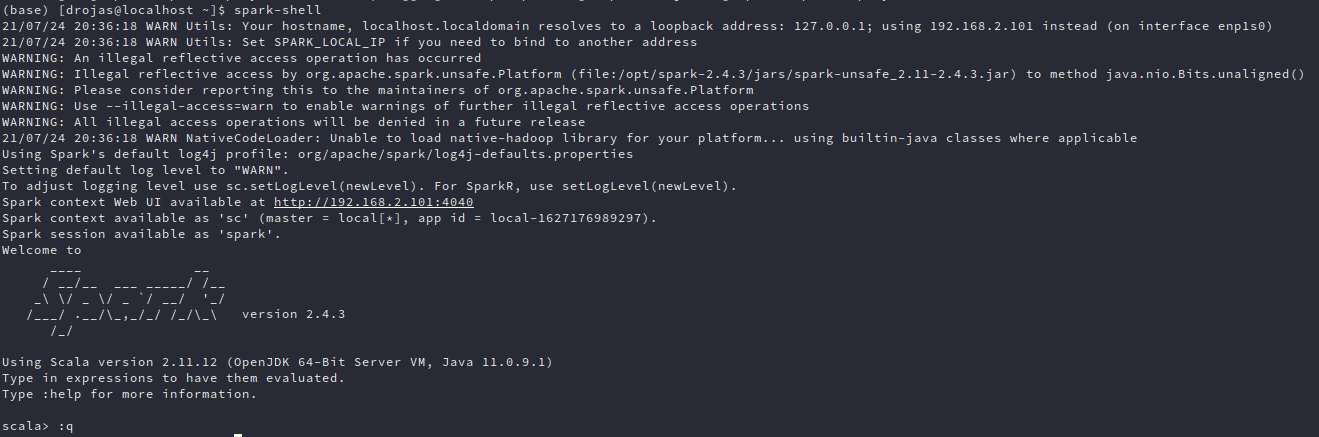 (base) [drojas@localhost ~]$ spark-shell
21/07/24 20:36:18 WARN Utils: Your hostname, localhost.localdomain resolves to a loopback address: 127.0.0.1; using 192.168.2.101 instead (on interface enp1s0)
21/07/24 20:36:18 WARN Utils: Set SPARK_LOCAL_IP if you need to bind to another address
WARNING: An illegal reflective access operation has occurred
WARNING: Illegal reflective access by org.apache.spark.unsafe.Platform (file:/opt/spark-2.4.3/jars/spark-unsafe_2.11-2.4.3.jar) to method java.nio.Bits.unaligned()
WARNING: Please consider reporting this to the maintainers of org.apache.spark.unsafe.Platform
WARNING: Use --illegal-access=warn to enable warnings of further illegal reflective access operations
WARNING: All illegal access operations will be denied in a future release
21/07/24 20:36:18 WARN NativeCodeLoader: Unable to load native-hadoop library for your platform... using builtin-java classes where applicable
Using Spark's default log4j profile: org/apache/spark/log4j-defaults.properties
Setting default log level to "WARN".
To adjust logging level use sc.setLogLevel(newLevel). For SparkR, use setLogLevel(newLevel).
Spark context Web UI available at http://192.168.2.101:4040
Spark context available as 'sc' (master = local[*], app id = local-1627176989297).
Spark session available as 'spark'.
Welcome to
      ____              __
     / __/__  ___ _____/ /__
    _\ \/ _ \/ _ `/ __/  '_/
   /___/ .__/\_,_/_/ /_/\_\   version 2.4.3
      /_/
Using Scala version 2.11.12 (OpenJDK 64-Bit Server VM, Java 11.0.9.1)
Type in expressions to have them evaluated.
Type :help for more information.
scala> :q